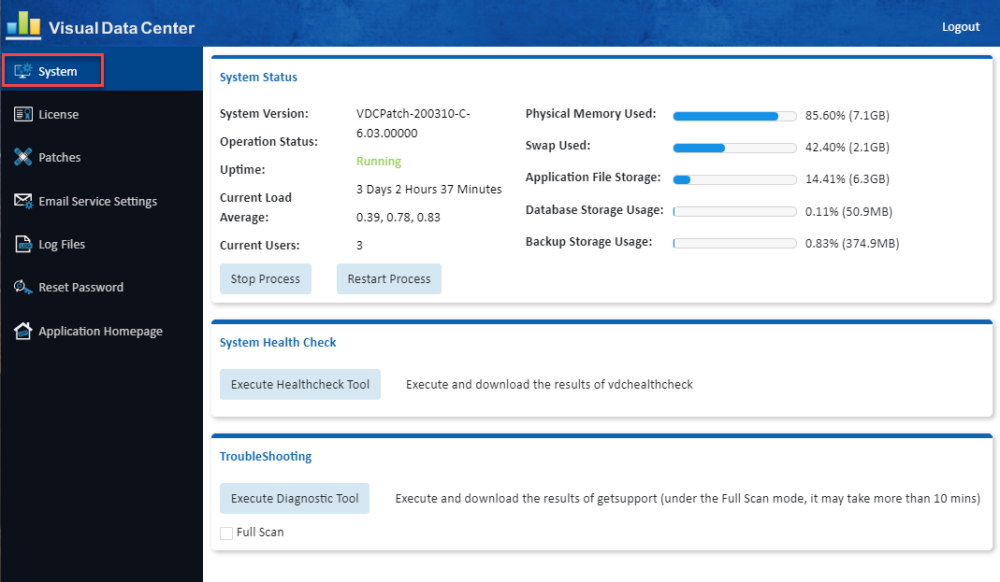 Visual Data Center
Logout
System
License
Patches
Email Service Settings
Log Files
Reset Password
Application Homepage
System Status
System Version:
VDCPatch-200310-C-
6.03.00000
Operation Status:
Running
Uptime:
3 Days 2 Hours 37 Minutes
Current Load
Average:
0.39, 0.78, 0.83
Current Users:
3
Physical Memory Used:
85.60% (7.1GB)
Swap Used:
42.40% (2.1GB)
Application File Storage:
14.41% (6.3GB)
Database Storage Usage:
0.11% (50.9MB)
Backup Storage Usage:
0.83% (374.9MB)
Stop Process
Restart Process
System Health Check
Execute Healthcheck Tool
Execute and download the results of vdchealthcheck
TroubleShooting
Execute Diagnostic Tool
Execute and download the results of getsupport (under the Full Scan mode, it may take more than 10 mins)
Full Scan